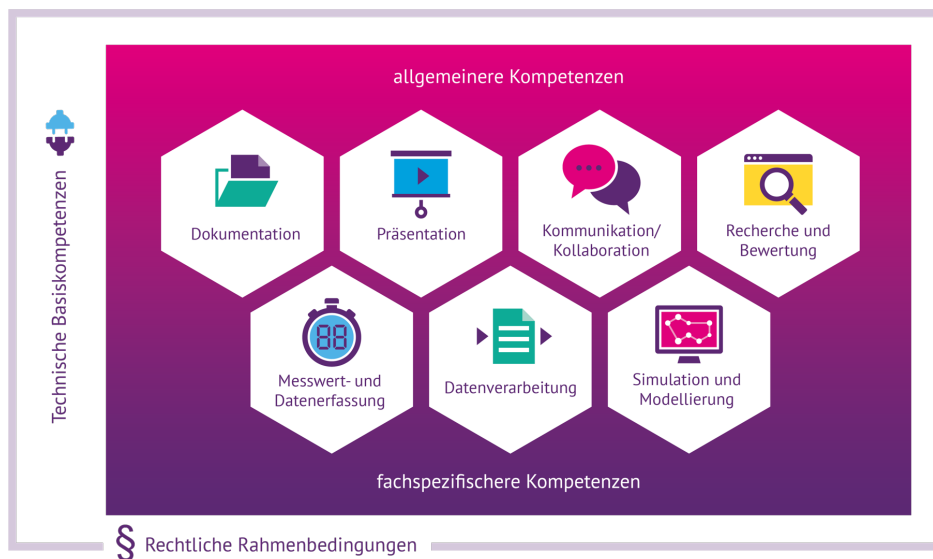 allgemeinere Kompetenzen
Technische Basiskompetenzen
Dokumentation
Präsentation
Kommunikation/
Kollaboration
Recherche und
Bewertung
88
Messwert- und
Datenerfassung
Datenverarbeitung
Simulation und
Modellierung
fachspezifischere Kompetenzen
§ Rechtliche Rahmenbedingungen